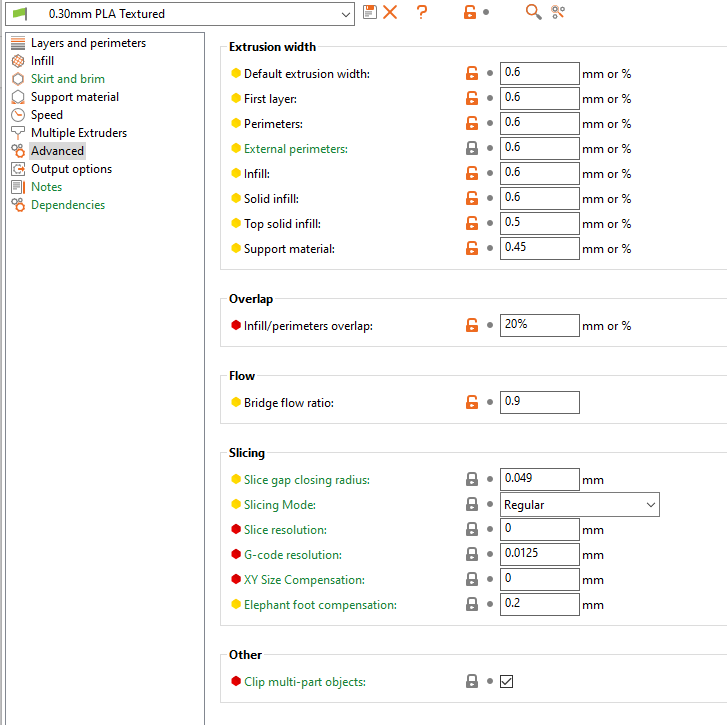 0.30mm PLA Textured
?
Layers and perimeters
Infill
Skirt and brim
Support material
Speed
Multiple Extruders
Advanced
Output options
Notes
Dependencies
Extrusion width
Default extrusion width: 0.6 mm or %
First layer: 0.6 mm or %
Perimeters: 0.6 mm or %
External perimeters: 0.6 mm or %
Infill: 0.6 mm or %
Solid infill: 0.6 mm or %
Top solid infill: 0.5 mm or %
Support material: 0.45 mm or %
Overlap
Infill/perimeters overlap: 20% mm or %
Flow
Bridge flow ratio: 0.9
Slicing
Slice gap closing radius: 0.049 mm
Slicing Mode: Regular
Slice resolution: 0 mm
G-code resolution: 0.0125 mm
XY Size Compensation: 0 mm
Elephant foot compensation: 0.2 mm
Other
Clip multi-part objects: